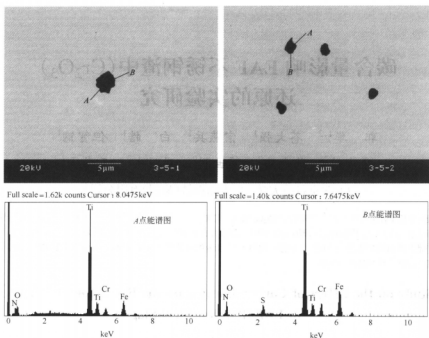 A
B
20kV 5μm 3-5-1
A
B
20kV 5μm 3-5-2
Full scale=1.62k counts Cursor: 8.0475keV
Ti
A点能谱图
O
N
Ti
Cr
Fe
0 2 4 6 8 10
keV
Full scale=1.40k counts Cursor: 7.6475keV
Ti
B点能谱图
O
N
S
Ti
Cr
Fe
0 2 4 6 8 10
keV